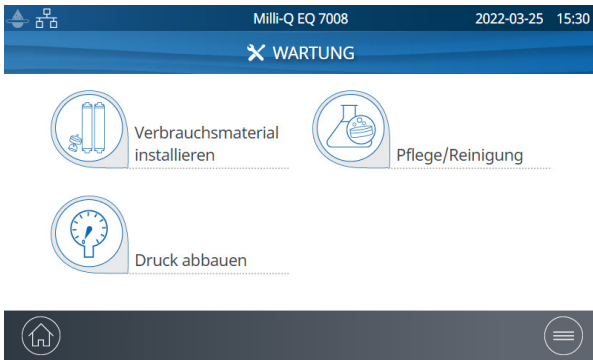 Milli-Q EQ 7008 2022-03-25 15:30
WARTUNG
Verbrauchsmaterial
installieren
Pflege/Reinigung
Druck abbauen